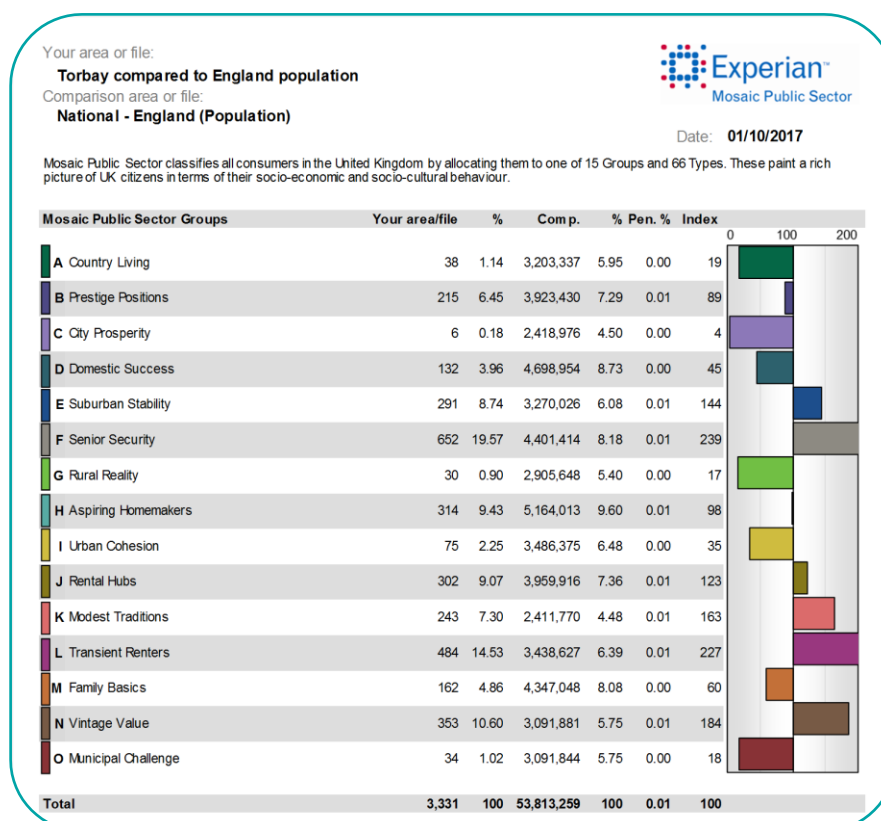 Your area or file:
Torbay compared to England population
Comparison area or file:
National - England (Population)
Experian™
Mosaic Public Sector
Date: 01/10/2017
Mosaic Public Sector classifies all consumers in the United Kingdom by allocating them to one of 15 Groups and 66 Types. These paint a rich
picture of UK citizens in terms of their socio-economic and socio-cultural behaviour.
Mosaic Public Sector Groups Your area/file % Comp. % Pen. % Index
0 100 200
A Country Living 38 1.14 3,203,337 5.95 0.00 19
B Prestige Positions 215 6.45 3,923,430 7.29 0.01 89
C City Prosperity 6 0.18 2,418,976 4.50 0.00 4
D Domestic Success 132 3.96 4,698,954 8.73 0.00 45
E Suburban Stability 291 8.74 3,270,026 6.08 0.01 144
F Senior Security 652 19.57 4,401,414 8.18 0.01 239
G Rural Reality 30 0.90 2,905,648 5.40 0.00 17
H Aspiring Homemakers 314 9.43 5,164,013 9.60 0.01 98
I Urban Cohesion 75 2.25 3,486,375 6.48 0.00 35
J Rental Hubs 302 9.07 3,959,916 7.36 0.01 123
K Modest Traditions 243 7.30 2,411,770 4.48 0.01 163
L Transient Renters 484 14.53 3,438,627 6.39 0.01 227
M Family Basics 162 4.86 4,347,048 8.08 0.00 60
N Vintage Value 353 10.60 3,091,881 5.75 0.01 184
O Municipal Challenge 34 1.02 3,091,844 5.75 0.00 18
Total 3,331 100 53,813,259 100 0.01 100